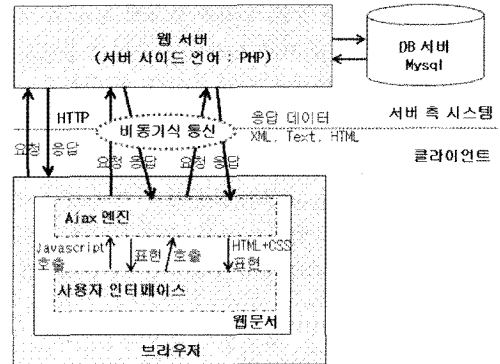 웹 서버
(서버 사이드 언어 : PHP)
DB 서버
Mysql
HTTP
비동기식 통신
응답 데이터
XML, Text, HTML
서버 측 시스템
클라이언트
요청 응답 요청 응답 요청 응답
Ajax 엔진
Javascript
호출
표현
호출
HTML+CSS
표현
사용자 인터페이스
웹문서
브라우저